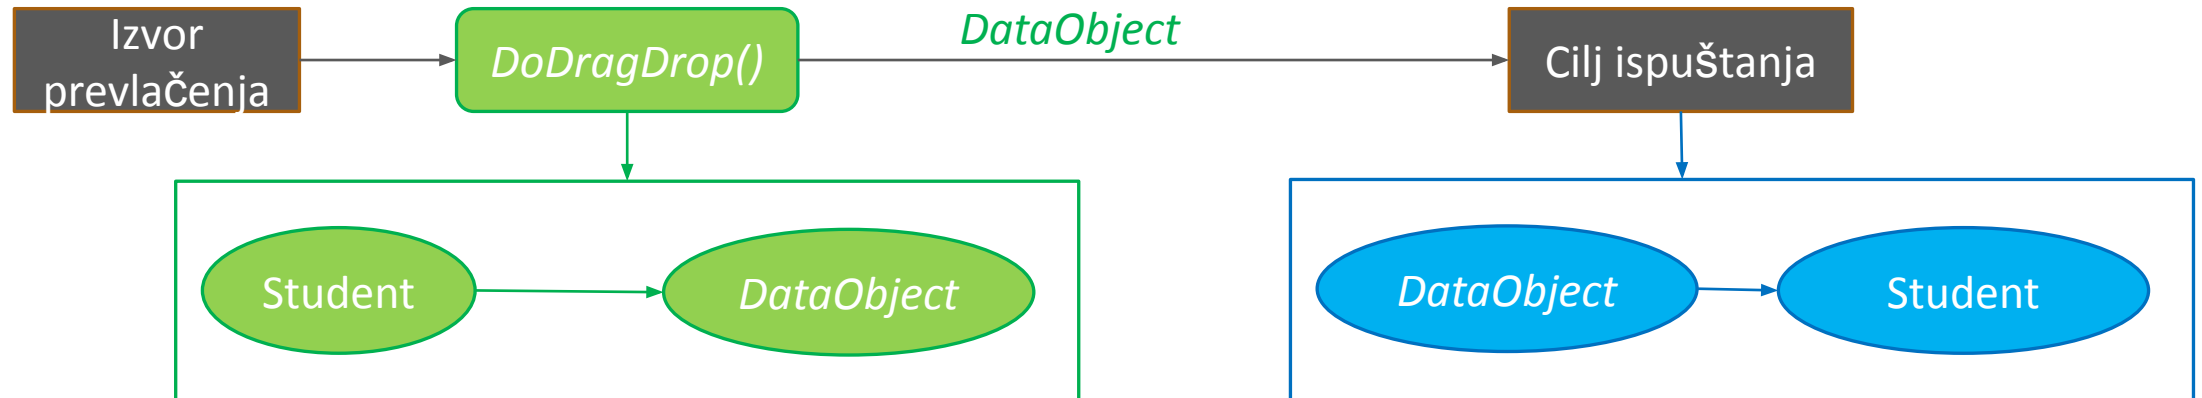 Izvor
prevlačenja
DoDragDrop()
DataObject
Cilj ispuštanja
Student
DataObject
DataObject
Student